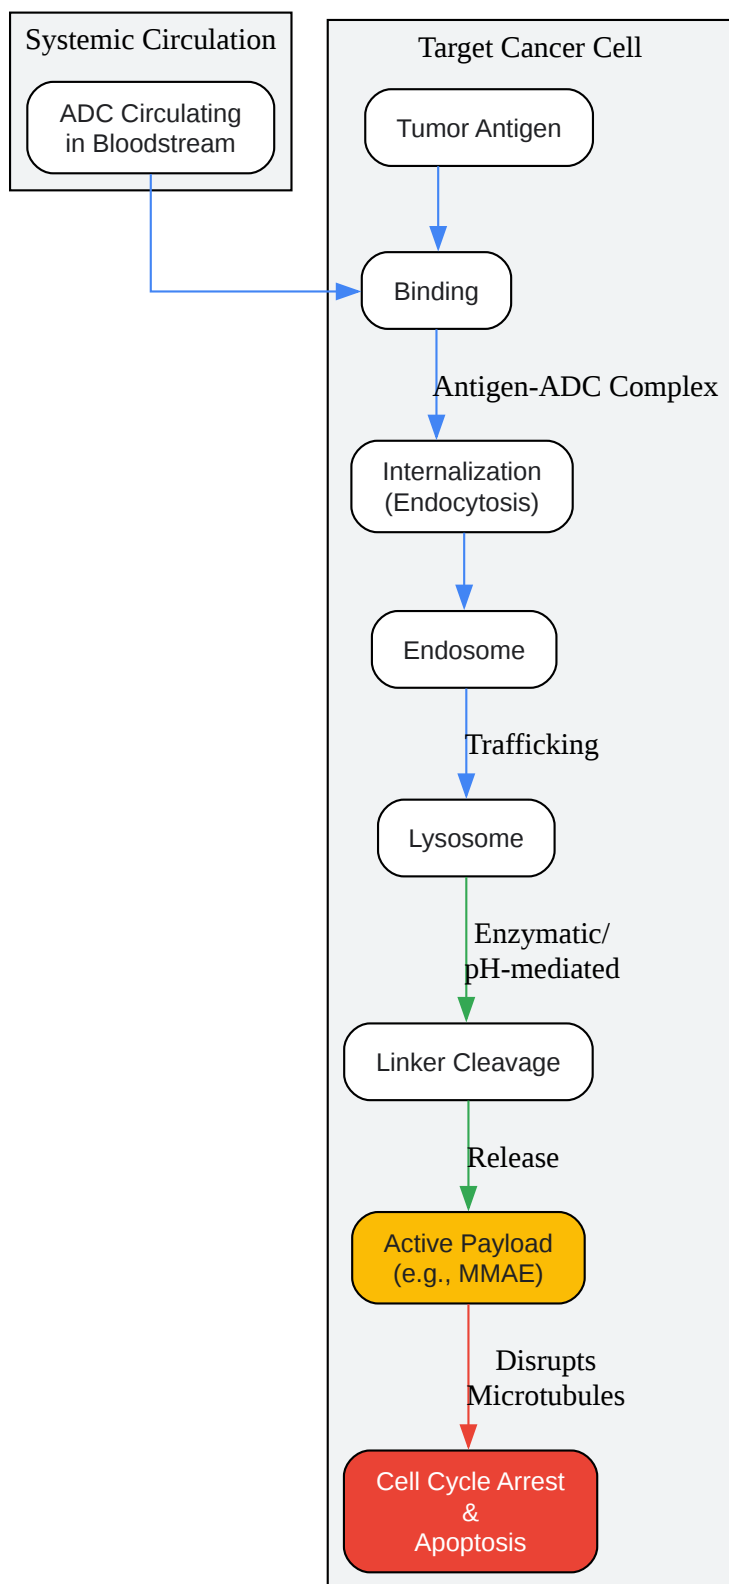 Systemic Circulation
ADC Circulating
in Bloodstream
Target Cancer Cell
Tumor Antigen
Binding
Antigen-ADC Complex
Internalization
(Endocytosis)
Endosome
Trafficking
Lysosome
Enzymatic/
pH-mediated
Linker Cleavage
Release
Active Payload
(e.g., MMAE)
Disrupts
Microtubules
Cell Cycle Arrest
&
Apoptosis